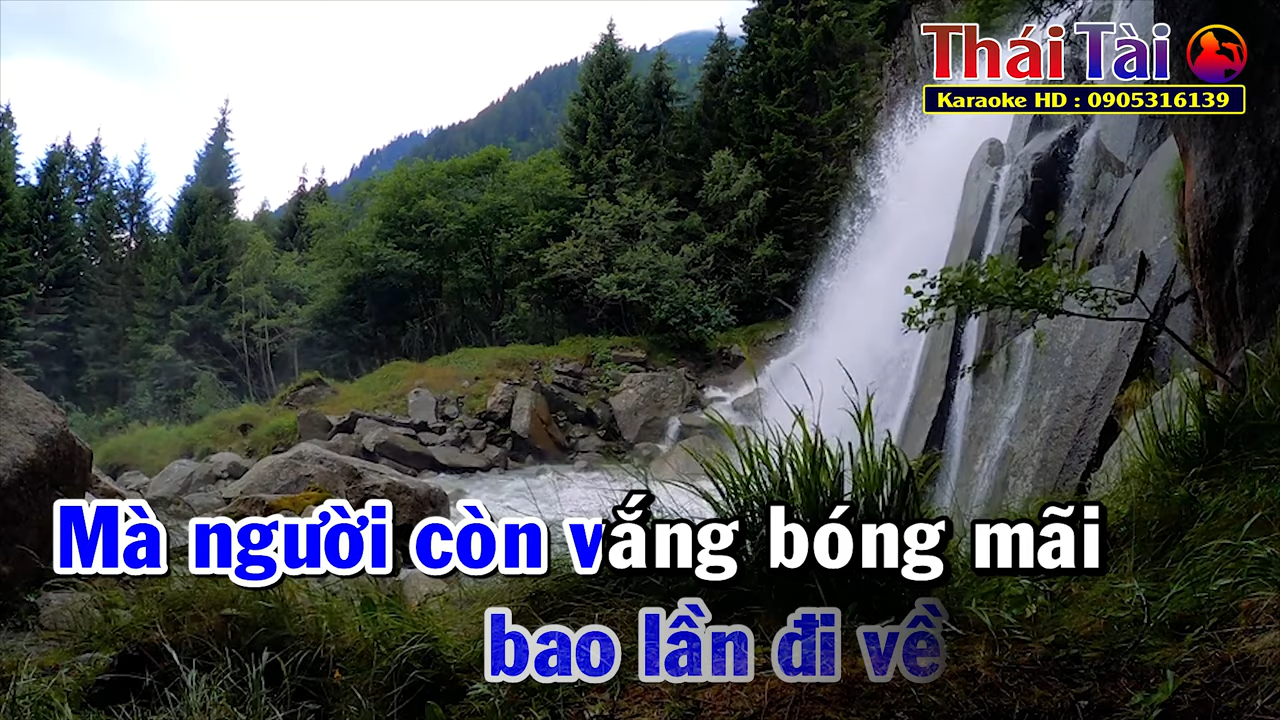 Thái Tài
Karaoke HD : 0905316139
Mà người còn vắng bóng mãi
bao lần đi về